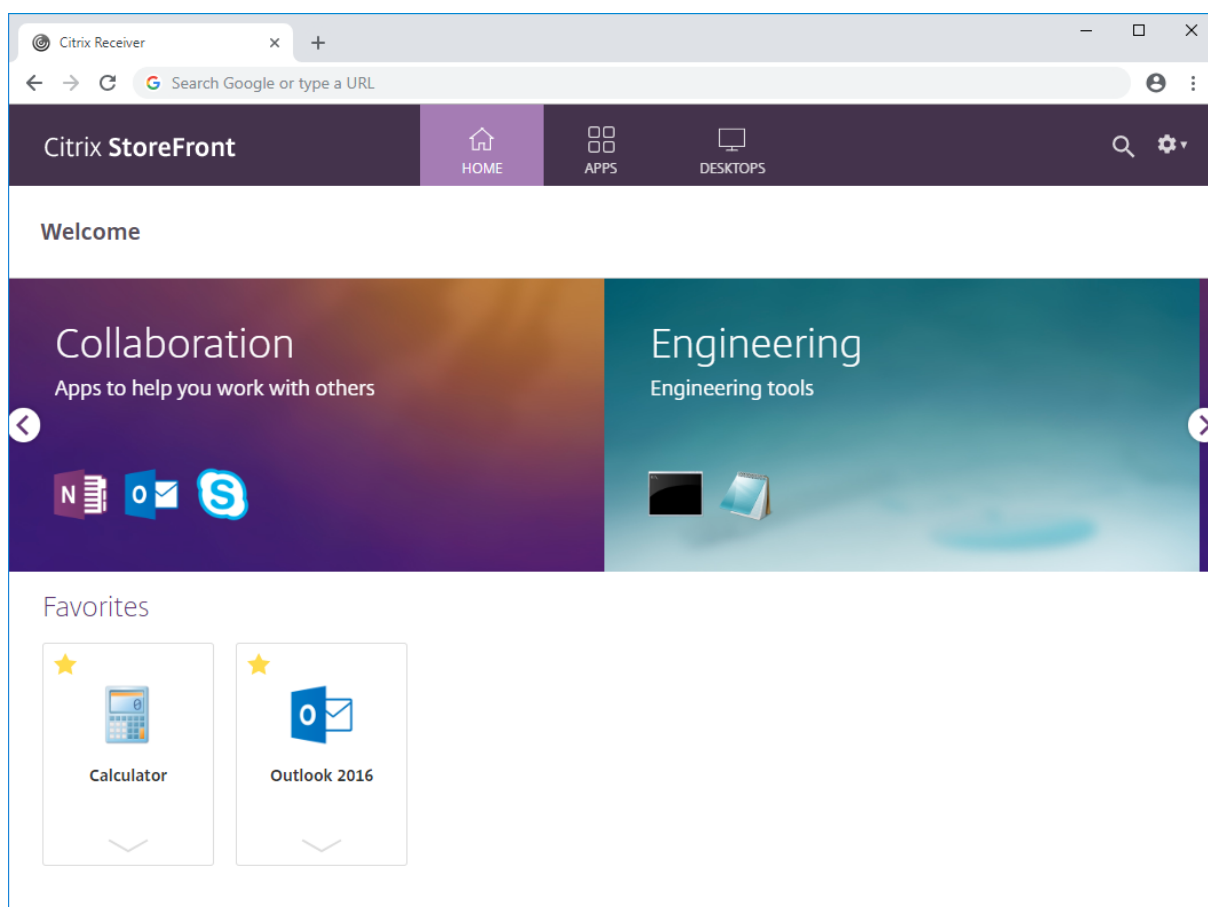 Citrix Receiver
Search Google or type a URL
Citrix StoreFront
HOME
APPS
DESKTOPS
Welcome
Collaboration
Apps to help you work with others
Engineering
Engineering tools
N
O
S
Favorites
0
Calculator
O
Outlook 2016